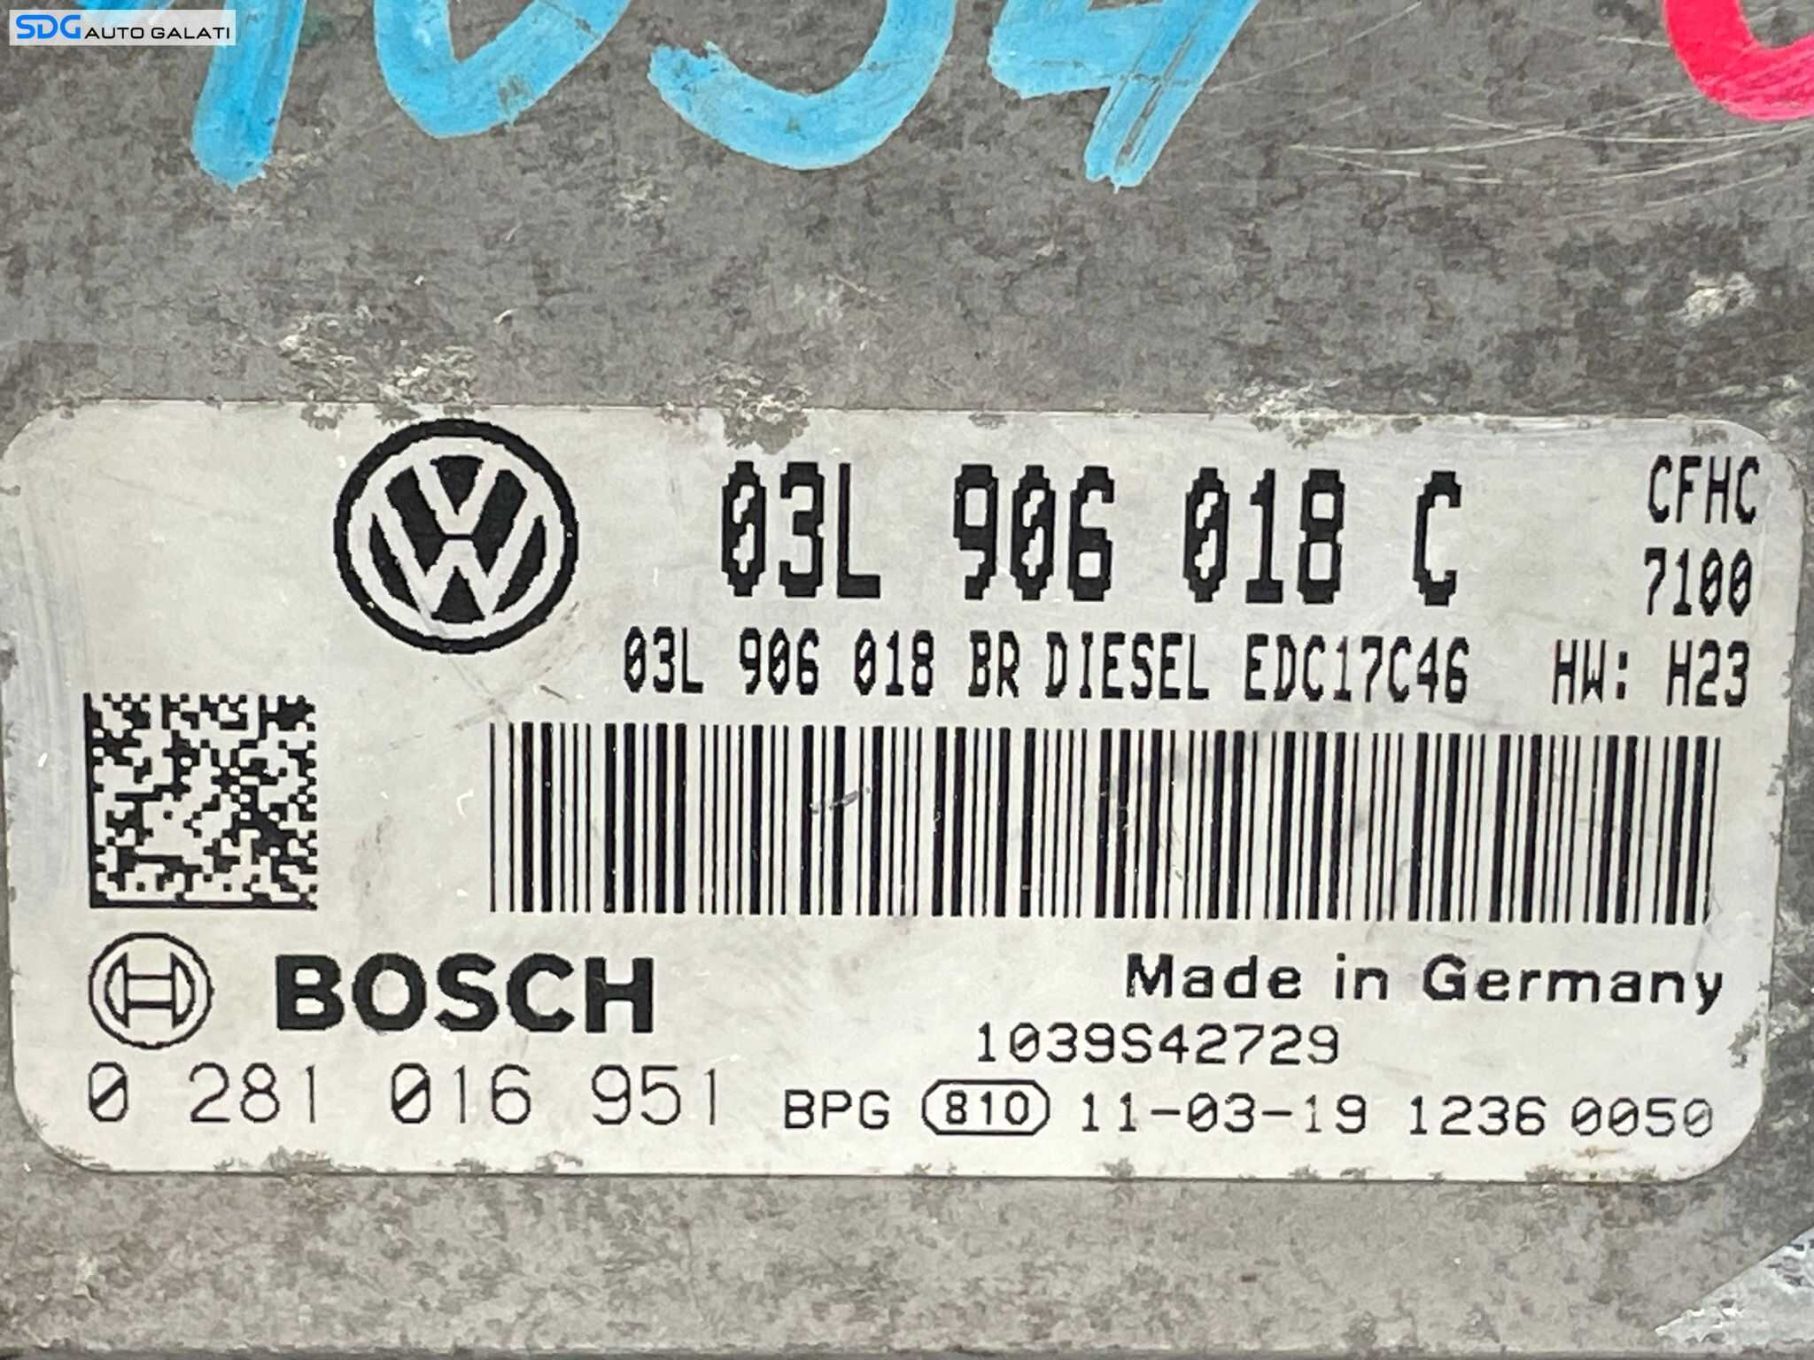 SDG AUTO GALATI
03L 906 018 C
CFHC
7100
03L 906 018 BR DIESEL EDC17C46 HW: H23
BOSCH
Made in Germany
1039S42729
0 281 016 951
BPG 810 11-03-19 1236 0050